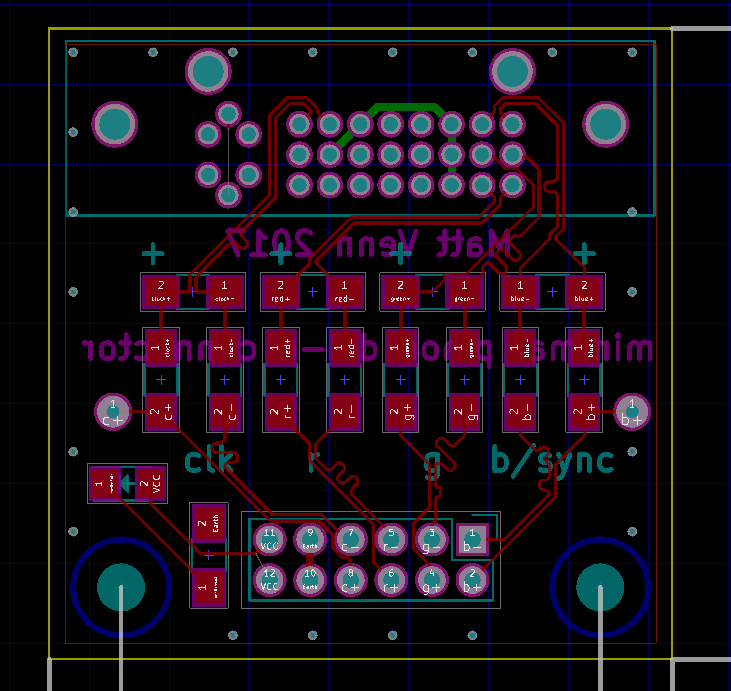 Matt Venn 2017
+ + + +
2 1 2 1 2 1 1 2
clock+ clock- red+ red- green+ green- blue- blue+
1 1 1 1 1 1 1 1
clock+ clock- red+ red- green+ green- blue- blue+
2 2 2 2 2 2 2 2
c+ c- r+ r- g+ g- b- b+
1 1
c+ b+
clk r g b/sync
1 2 VCC
2 Earth
1
11 9 7 5 3 1
VCC Earth c- r- g- b-
12 10 8 6 4 2
VCC Earth c+ r+ g+ b+